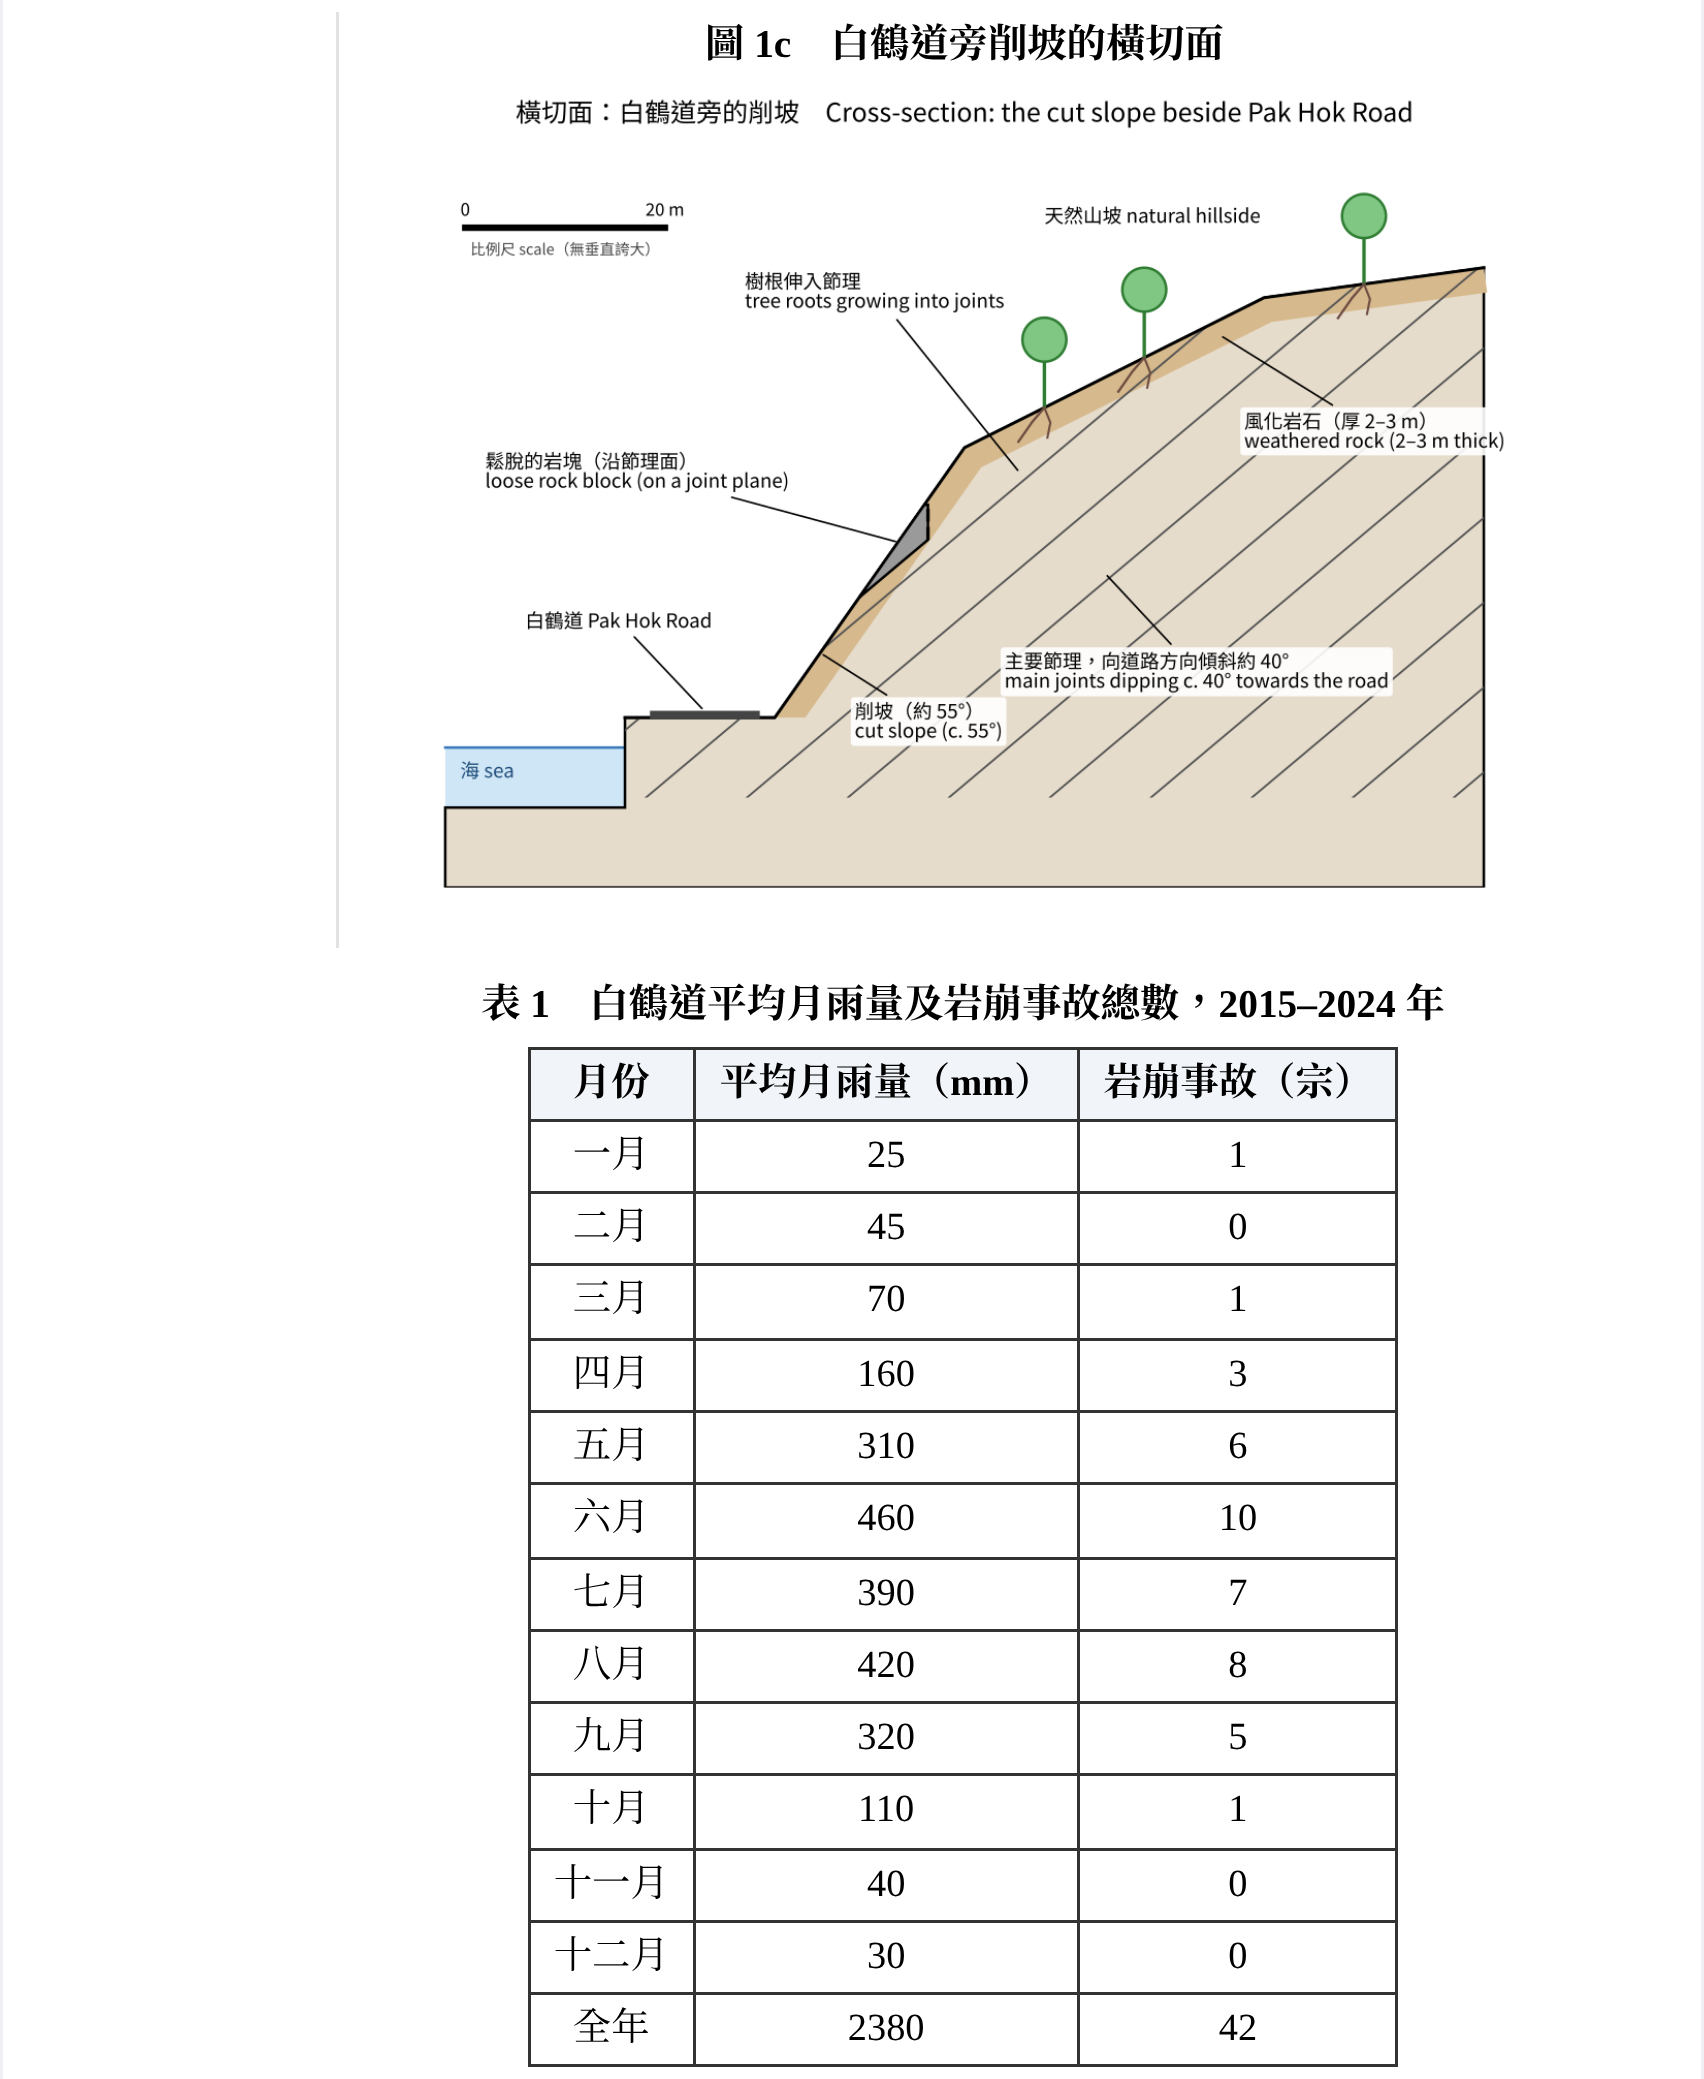 圖 1c　白鶴道旁削坡的橫切面
橫切面：白鶴道旁的削坡　Cross-section: the cut slope beside Pak Hok Road
0 20 m
比例尺 scale（無垂直誇大）
天然山坡 natural hillside
樹根伸入節理
tree roots growing into joints
風化岩石（厚 2–3 m）
weathered rock (2–3 m thick)
鬆脫的岩塊（沿節理面）
loose rock block (on a joint plane)
白鶴道 Pak Hok Road
主要節理，向道路方向傾斜約 40°
main joints dipping c. 40° towards the road
削坡（約 55°）
cut slope (c. 55°)
海 sea
表 1　白鶴道平均月雨量及岩崩事故總數，2015–2024 年
月份 平均月雨量（mm） 岩崩事故（宗）
一月 25 1
二月 45 0
三月 70 1
四月 160 3
五月 310 6
六月 460 10
七月 390 7
八月 420 8
九月 320 5
十月 110 1
十一月 40 0
十二月 30 0
全年 2380 42